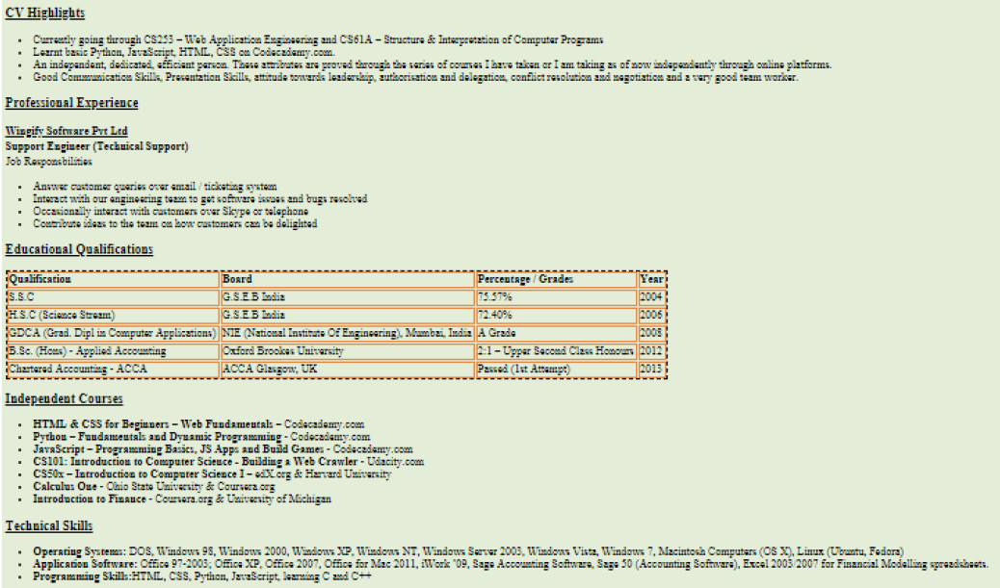 CV Highlights
Currently going through CS253 – Web Application Engineering and CS61A – Structure & Interpretation of Computer Programs
Learnt basic Python, JavaScript, HTML, CSS on Codecademy.com.
An independent, dedicated, efficient person. These attributes are proved through the series of courses I have taken or I am taking as of now independently through online platforms.
Good Communication Skills, Presentation Skills, attitude towards leadership, authorisation and delegation, conflict resolution and negotiation and a very good team worker.
Professional Experience
Wingify Software Pvt Ltd
Support Engineer (Technical Support)
Job Responsbilities
Answer customer queries over email / ticketing system
Interact with our engineering team to get software issues and bugs resolved
Occasionally interact with customers over Skype or telephone
Contribute ideas to the team on how customers can be delighted
Educational Qualifications
Qualification Board Percentage / Grades Year
S.S.C G.S.E.B India 75.57% 2004
H.S.C (Science Stream) G.S.E.B India 72.40% 2006
GDCA (Grad. Dipl in Computer Applications) NIE (National Institute Of Engineering), Mumbai, India A Grade 2008
B.Sc. (Hons) - Applied Accounting Oxford Brookes University 2:1 – Upper Second Class Honours 2012
Chartered Accounting - ACCA ACCA Glasgow, UK Passed (1st Attempt) 2013
Independent Courses
HTML & CSS for Beginners – Web Fundamentals – Codecademy.com
Python – Fundamentals and Dynamic Programming - Codecademy.com
JavaScript – Programming Basics, JS Apps and Build Games - Codecademy.com
CS101: Introduction to Computer Science - Building a Web Crawler - Udacity.com
CS50x – Introduction to Computer Science I – edX.org & Harvard University
Calculus One - Ohio State University & Coursera.org
Introduction to Finance - Coursera.org & University of Michigan
Technical Skills
Operating Systems: DOS, Windows 98, Windows 2000, Windows XP, Windows NT, Windows Server 2003, Windows Vista, Windows 7, Macintosh Computers (OS X), Linux (Ubuntu, Fedora)
Application Software: Office 97-2003; Office XP, Office 2007, Office for Mac 2011, iWork '09, Sage Accounting Software, Sage 50 (Accounting Software), Excel 2003/2007 for Financial Modelling spreadsheets.
Programming Skills:HTML, CSS, Python, JavaScript, learning C and C++